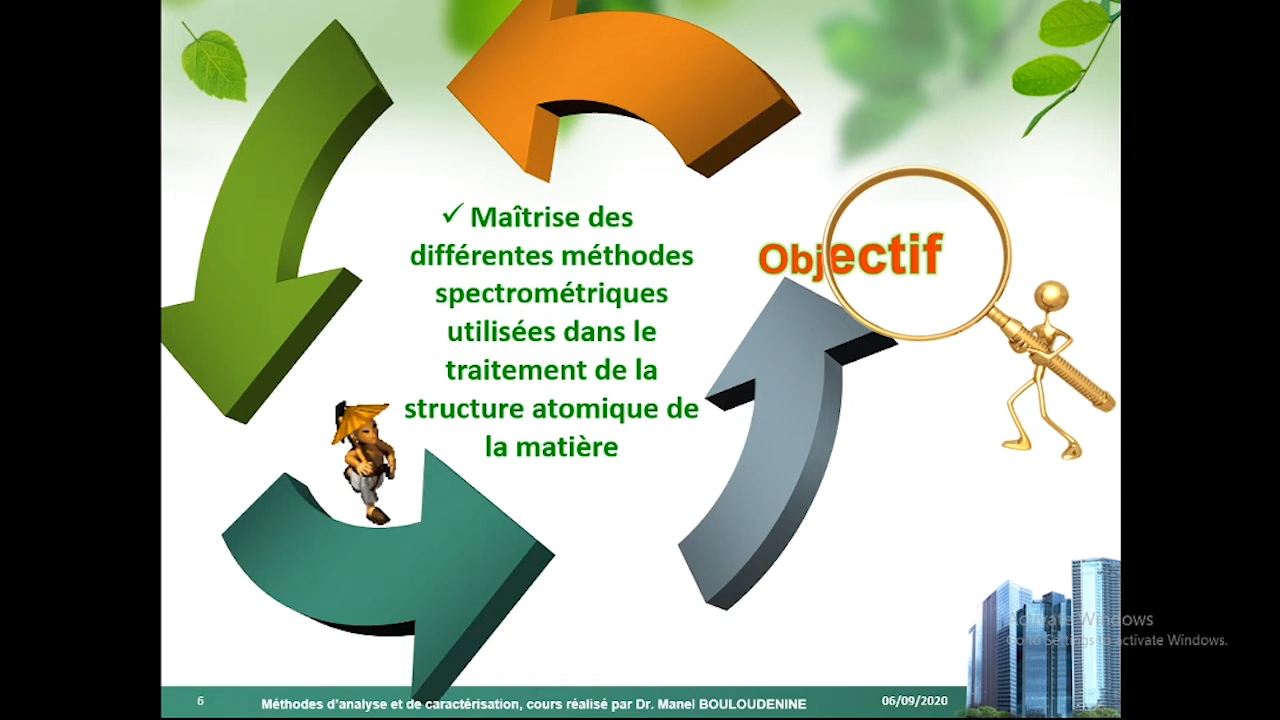 ✓ Maîtrise des
différentes méthodes
spectrométriques
utilisées dans le
traitement de la
structure atomique de
la matière
Objectif
Activate Windows
Go to Settings to activate Windows.
6
Méthodes d'analyse et de caractérisation, cours réalisé par Dr. Manel BOULOUDENINE
06/09/2020